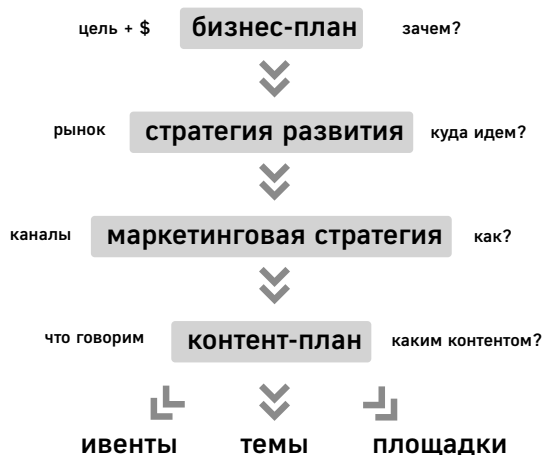 цель + $ бизнес-план зачем?
рынок стратегия развития куда идем?
каналы маркетинговая стратегия как?
что говорим контент-план каким контентом?
ивенты темы площадки